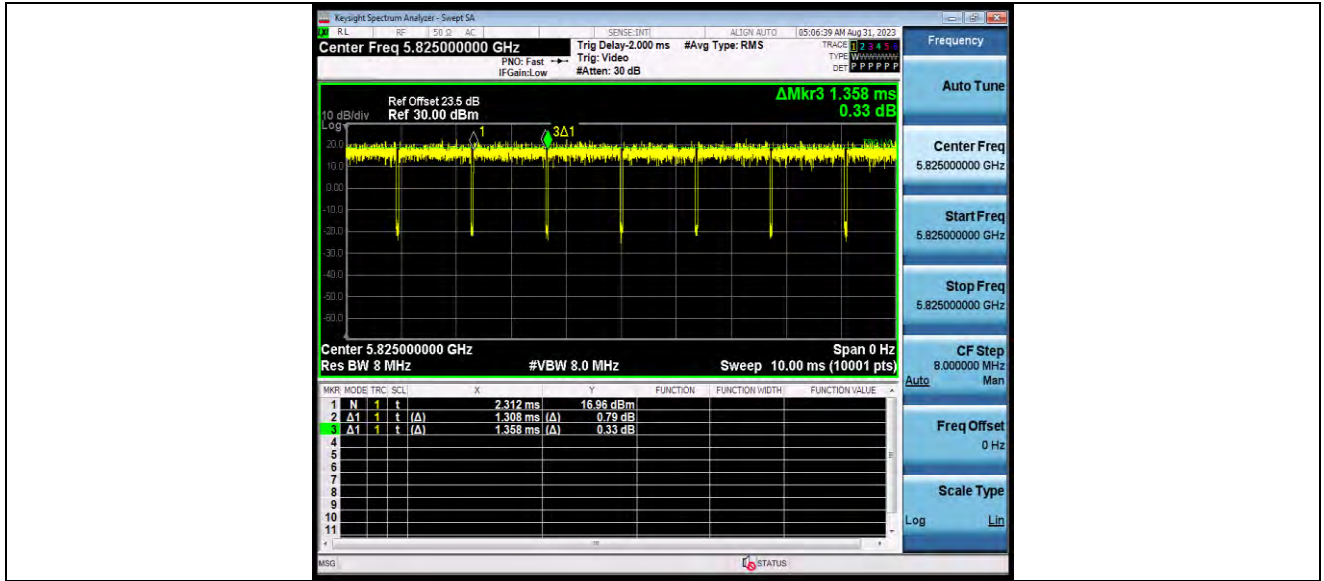 Keysight Spectrum Analyzer - Swept SA
RL RF 50 Ω AC SENSE:INT ALIGN AUTO 05:06:39 AM Aug 31, 2023
Center Freq 5.825000000 GHz
PNO: Fast
IFGain:Low
Trig Delay-2.000 ms
Trig: Video
#Atten: 30 dB
#Avg Type: RMS
TRACE 1 2 3 4 5 6
TYPE WWWWWW
DET P P P P P P
ΔMkr3 1.358 ms
0.33 dB
Ref Offset 23.5 dB
10 dB/div Ref 30.00 dBm
Log
1
3Δ1
20.0
10.0
0.00
-10.0
-20.0
-30.0
-40.0
-50.0
-60.0
Center 5.825000000 GHz Span 0 Hz
Res BW 8 MHz #VBW 8.0 MHz Sweep 10.00 ms (10001 pts)
MKR MODE TRC SCL X Y FUNCTION FUNCTION WIDTH FUNCTION VALUE
1 N 1 t 2.312 ms 16.96 dBm
2 Δ1 1 t (Δ) 1.308 ms (Δ) 0.79 dB
3 Δ1 1 t (Δ) 1.358 ms (Δ) 0.33 dB
4
5
6
7
8
9
10
11
MSG STATUS
Frequency
Auto Tune
Center Freq
5.825000000 GHz
Start Freq
5.825000000 GHz
Stop Freq
5.825000000 GHz
CF Step
8.000000 MHz
Auto Man
Freq Offset
0 Hz
Scale Type
Log Lin